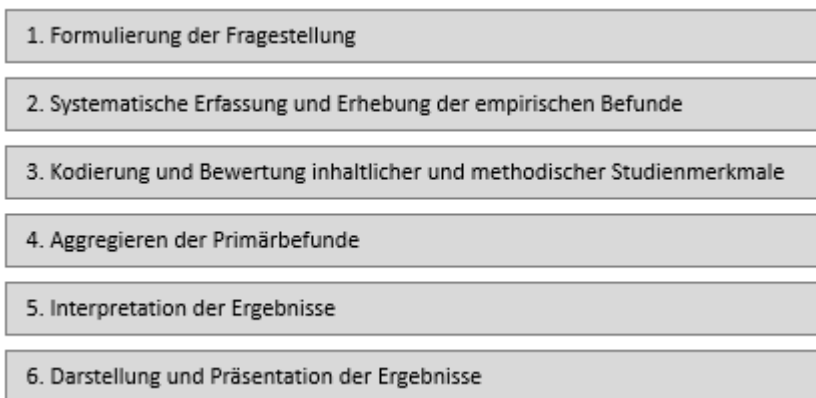 1. Formulierung der Fragestellung
2. Systematische Erfassung und Erhebung der empirischen Befunde
3. Kodierung und Bewertung inhaltlicher und methodischer Studienmerkmale
4. Aggregieren der Primärbefunde
5. Interpretation der Ergebnisse
6. Darstellung und Präsentation der Ergebnisse